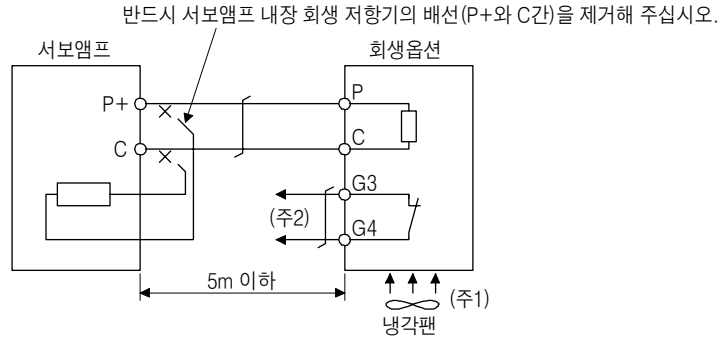 반드시 서보앰프 내장 회생 저항기의 배선(P+와 C간)을 제거해 주십시오.
서보앰프
회생옵션
P+
P
C
C
G3
(주2)
G4
5m 이하
(주1)
냉각팬